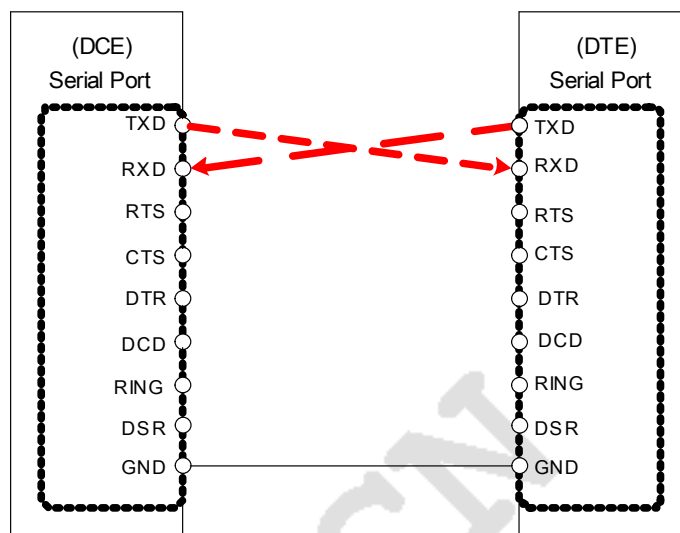 (DCE)
Serial Port
TXD
RXD
RTS
CTS
DTR
DCD
RING
DSR
GND
(DTE)
Serial Port
TXD
RXD
RTS
CTS
DTR
DCD
RING
DSR
GND